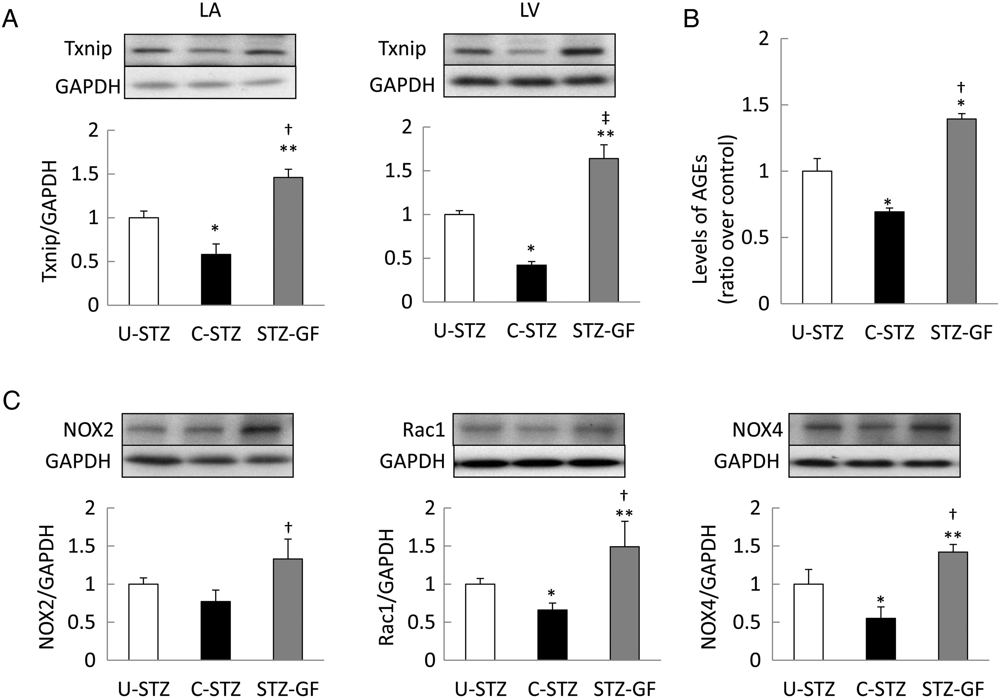 A
LA
LV
B
Txnip
GAPDH
Txnip
GAPDH
Txnip/GAPDH
2
1.5
1
0.5
0
*
**
†
U-STZ C-STZ STZ-GF
2
1.5
1
0.5
0
*
**
‡
U-STZ C-STZ STZ-GF
Levels of AGEs
(ratio over control)
2
1.5
1
0.5
0
*
*
†
U-STZ C-STZ STZ-GF
C
NOX2
GAPDH
NOX2/GAPDH
2
1.5
1
0.5
0
†
U-STZ C-STZ STZ-GF
Rac1
GAPDH
Rac1/GAPDH
2
1.5
1
0.5
0
*
**
†
U-STZ C-STZ STZ-GF
NOX4
GAPDH
NOX4/GAPDH
2
1.5
1
0.5
0
*
**
†
U-STZ C-STZ STZ-GF